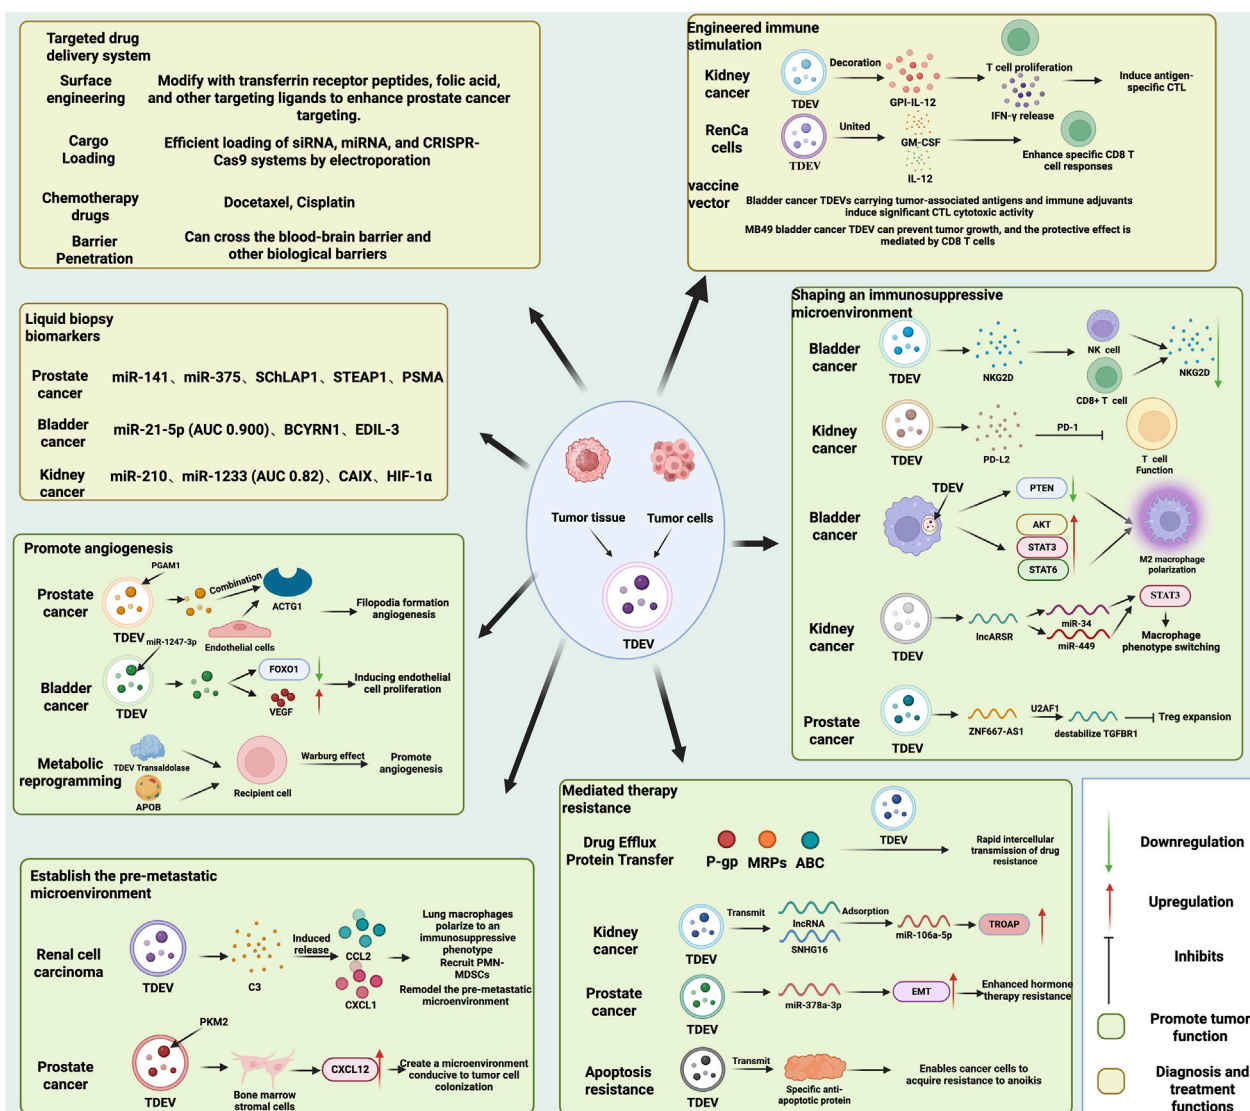 Targeted drug
delivery system
Surface
engineering
Modify with transferrin receptor peptides, folic acid,
and other targeting ligands to enhance prostate cancer
targeting.
Cargo
Loading
Efficient loading of siRNA, miRNA, and CRISPR-
Cas9 systems by electroporation
Chemotherapy
drugs
Docetaxel, Cisplatin
Barrier
Penetration
Can cross the blood-brain barrier and
other biological barriers
Engineered immune
stimulation
Kidney
cancer
TDEV
Decoration
GPI-IL-12
T cell proliferation
IFN-γ release
Induce antigen-
specific CTL
RenCa
cells
TDEV
United
GM-CSF
IL-12
Enhance specific CD8 T
cell responses
vaccine
vector
Bladder cancer TDEVs carrying tumor-associated antigens and immune adjuvants
induce significant CTL cytotoxic activity
MB49 bladder cancer TDEV can prevent tumor growth, and the protective effect is
mediated by CD8 T cells
Liquid biopsy
biomarkers
Prostate
cancer
miR-141、miR-375、SChLAP1、STEAP1、PSMA
Bladder
cancer
miR-21-5p (AUC 0.900)、BCYRN1、EDIL-3
Kidney
cancer
miR-210、miR-1233 (AUC 0.82)、CAIX、HIF-1α
Tumor tissue
Tumor cells
TDEV
Shaping an immunosuppressive
microenvironment
Bladder
cancer
TDEV
NKG2D
NK cell
CD8+ T cell
NKG2D
Kidney
cancer
TDEV
PD-L2
PD-1
T cell
Function
Bladder
cancer
TDEV
PTEN
AKT
STAT3
STAT6
M2 macrophage
polarization
Kidney
cancer
TDEV
lncARSR
miR-34
miR-449
STAT3
Macrophage
phenotype switching
Prostate
cancer
TDEV
ZNF667-AS1
U2AF1
destabilize TGFBR1
Treg expansion
Promote angiogenesis
Prostate
cancer
PGAM1
TDEV
Combination
ACTG1
Endothelial cells
Filopodia formation
angiogenesis
Bladder
cancer
miR-1247-3p
TDEV
FOXO1
VEGF
Inducing endothelial
cell proliferation
Metabolic
reprogramming
TDEV Transaldolase
APOB
Recipient cell
Warburg effect
Promote
angiogenesis
Establish the pre-metastatic
microenvironment
Renal cell
carcinoma
TDEV
C3
Induced
release
CCL2
CXCL1
Lung macrophages
polarize to an
immunosuppressive
phenotype
Recruit PMN-
MDSCs
Remodel the pre-metastatic
microenvironment
Prostate
cancer
PKM2
TDEV
Bone marrow
stromal cells
CXCL12
Create a microenvironment
conducive to tumor cell
colonization
Mediated therapy
resistance
Drug Efflux
Protein Transfer
P-gp
MRPs
ABC
TDEV
Rapid intercellular
transmission of drug
resistance
Kidney
cancer
TDEV
Transmit
lncRNA
SNHG16
Adsorption
miR-106a-5p
TROAP
Prostate
cancer
TDEV
miR-378a-3p
EMT
Enhanced hormone
therapy resistance
Apoptosis
resistance
TDEV
Transmit
Specific anti-
apoptotic protein
Enables cancer cells to
acquire resistance to anoikis
Downregulation
Upregulation
Inhibits
Promote tumor
function
Diagnosis and
treatment
functions